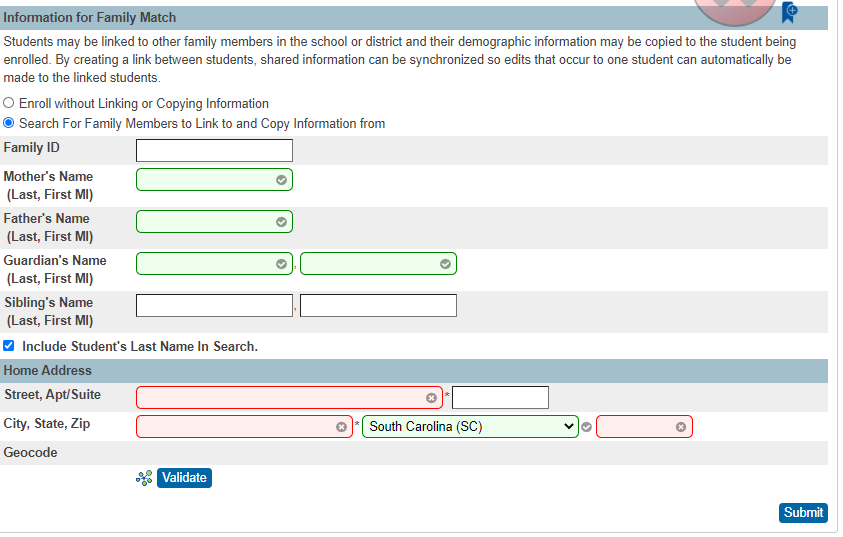 Information for Family Match
Students may be linked to other family members in the school or district and their demographic information may be copied to the student being
enrolled. By creating a link between students, shared information can be synchronized so edits that occur to one student can automatically be
made to the linked students.
Enroll without Linking or Copying Information
Search For Family Members to Link to and Copy Information from
Family ID
Mother's Name
(Last, First MI)
Father's Name
(Last, First MI)
Guardian's Name
(Last, First MI)
,
Sibling's Name
(Last, First MI)
,
Include Student's Last Name In Search.
Home Address
Street, Apt/Suite *
City, State, Zip * South Carolina (SC)
Geocode
Validate
Submit